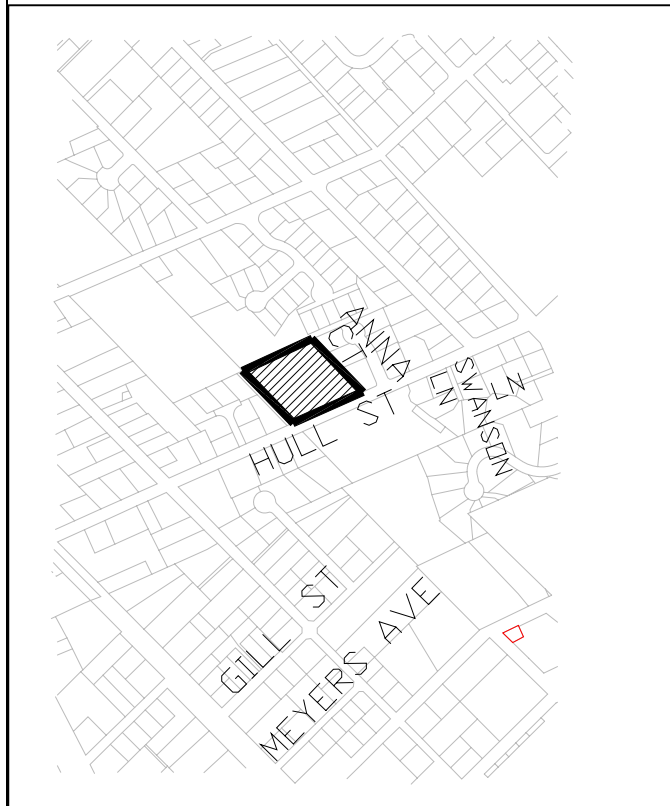 ANNA
CT
HULL ST
SWANSON
LN
LN
GILL ST
MEYERS AVE